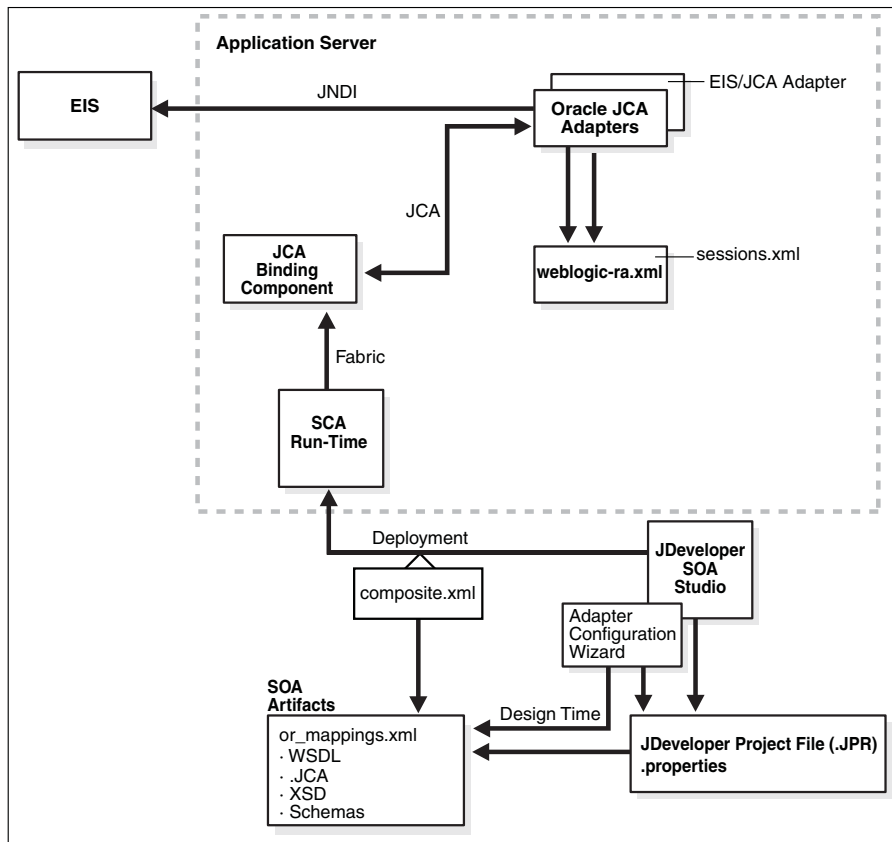 Application Server
EIS
JNDI
EIS/JCA Adapter
Oracle JCA
Adapters
JCA
JCA
Binding
Component
weblogic-ra.xml
sessions.xml
Fabric
SCA
Run-Time
Deployment
JDeveloper
SOA
Studio
composite.xml
Adapter
Configuration
Wizard
SOA
Artifacts
Design Time
or_mappings.xml
· WSDL
· .JCA
· XSD
· Schemas
JDeveloper Project File (.JPR)
.properties